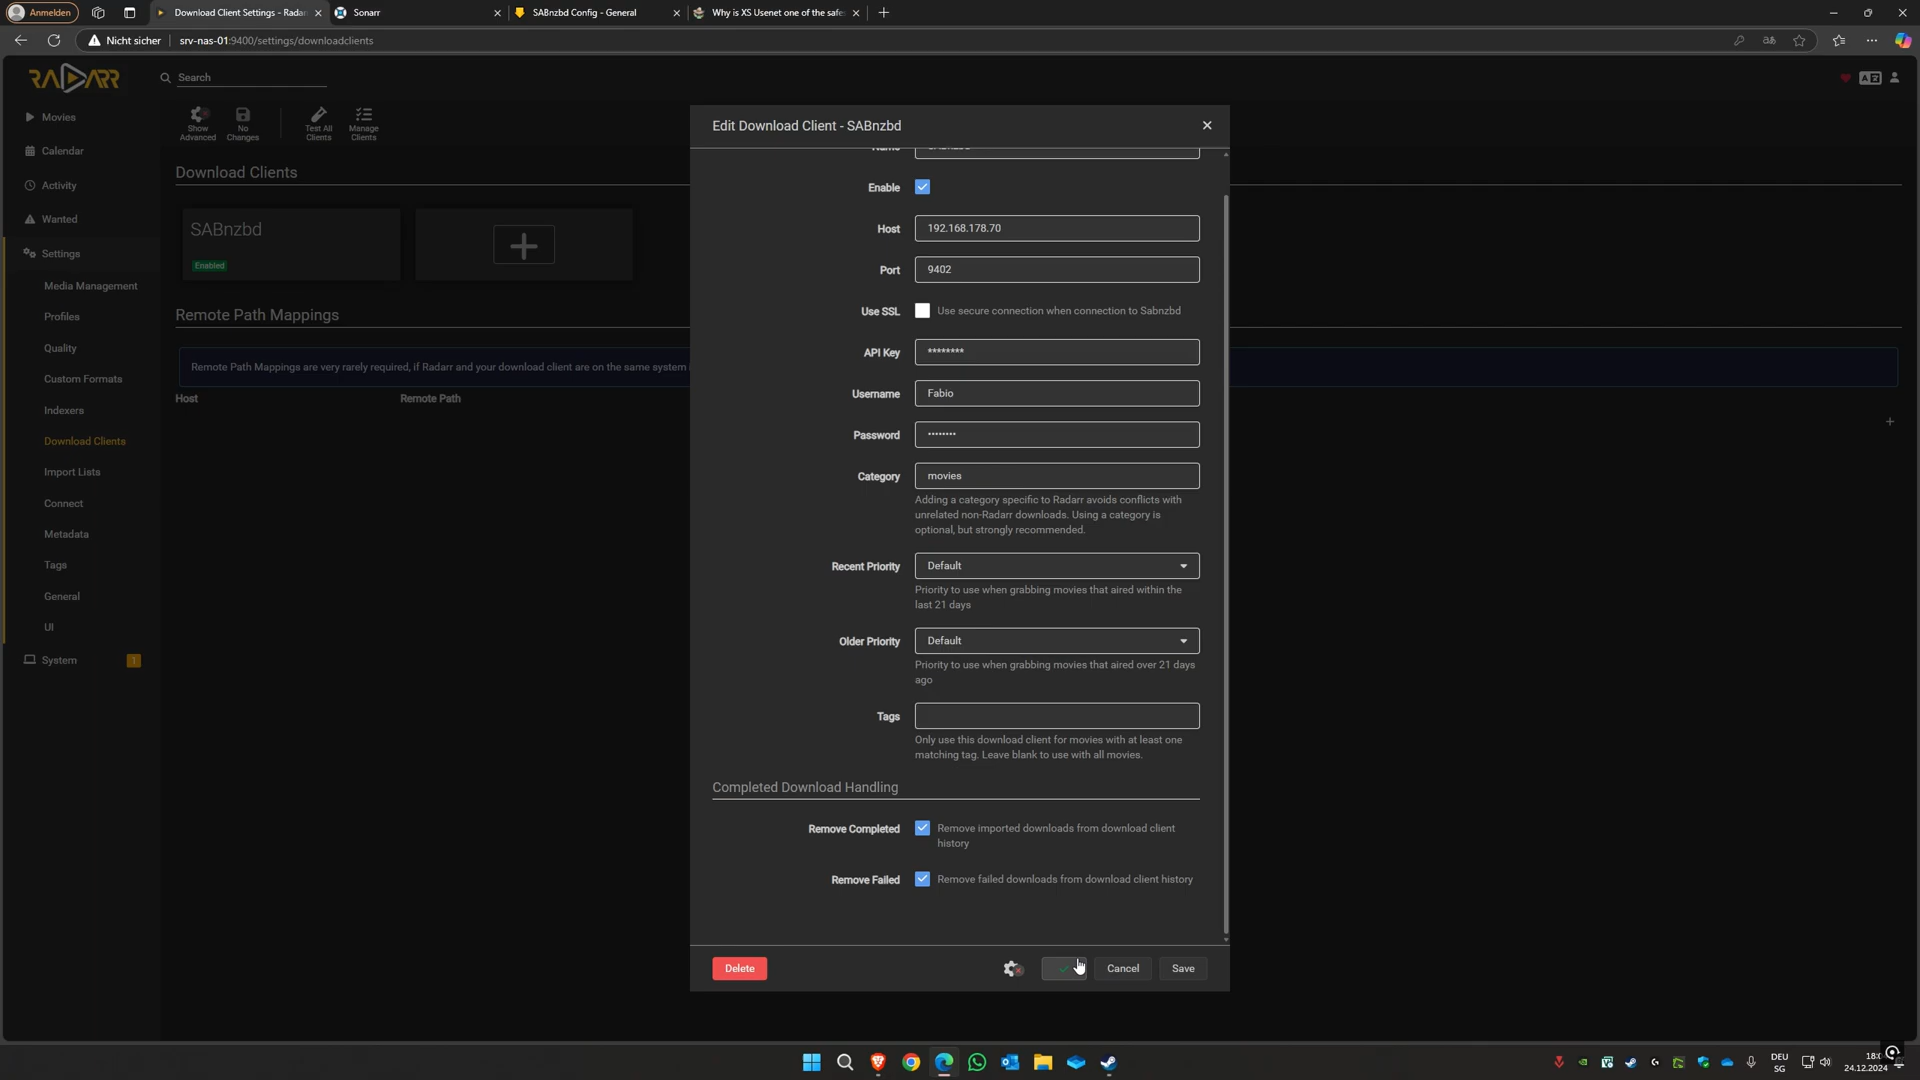 Anmelden
Download Client Settings - Radar
Sonarr
SABnzbd Config - General
Why is XS Usenet one of the safes
Nicht sicher
srv-nas-01:9400/settings/downloadclients
RADARR
Search
Movies
Calendar
Activity
Wanted
Settings
Media Management
Profiles
Quality
Custom Formats
Indexers
Download Clients
Import Lists
Connect
Metadata
Tags
General
UI
System
1
Show
Advanced
No
Changes
Test All
Clients
Manage
Clients
Download Clients
SABnzbd
Enabled
Remote Path Mappings
Remote Path Mappings are very rarely required, if Radarr and your download client are on the same system
Host
Remote Path
Edit Download Client - SABnzbd
Enable
Host
192.168.178.70
Port
9402
Use SSL
Use secure connection when connection to Sabnzbd
API Key
********
Username
Fabio
Password
••••••••
Category
movies
Adding a category specific to Radarr avoids conflicts with
unrelated non-Radarr downloads. Using a category is
optional, but strongly recommended.
Recent Priority
Default
Priority to use when grabbing movies that aired within the
last 21 days
Older Priority
Default
Priority to use when grabbing movies that aired over 21 days
ago
Tags
Only use this download client for movies with at least one
matching tag. Leave blank to use with all movies.
Completed Download Handling
Remove Completed
Remove imported downloads from download client
history
Remove Failed
Remove failed downloads from download client history
Delete
Cancel
Save
DEU
SG
24.12.2024